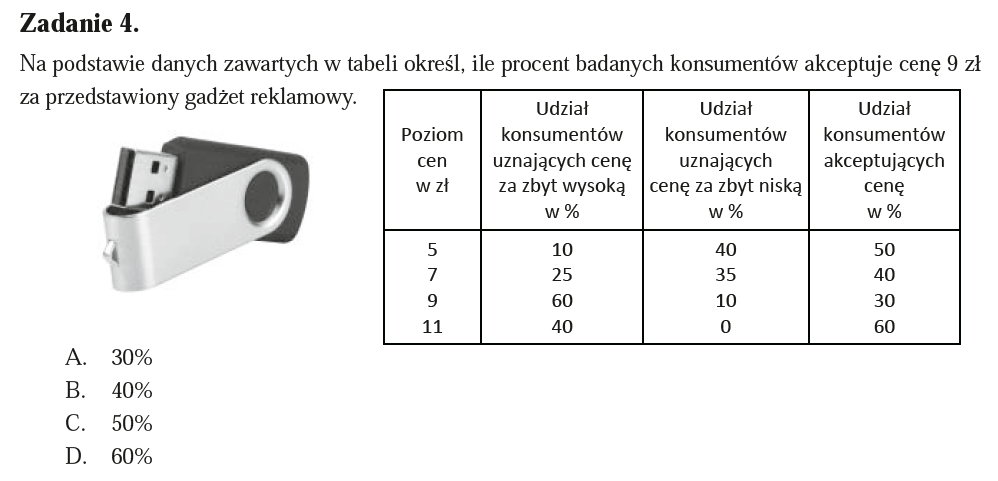 Zadanie 4.
Na podstawie danych zawartych w tabeli określ, ile procent badanych konsumentów akceptuje cenę 9 zł
za przedstawiony gadżet reklamowy.
Poziom
cen
w zł
Udział
konsumentów
uznających cenę
za zbyt wysoką
w %
Udział
konsumentów
uznających
cenę za zbyt niską
w %
Udział
konsumentów
akceptujących
cenę
w %
5 10 40 50
7 25 35 40
9 60 10 30
11 40 0 60
A. 30%
B. 40%
C. 50%
D. 60%